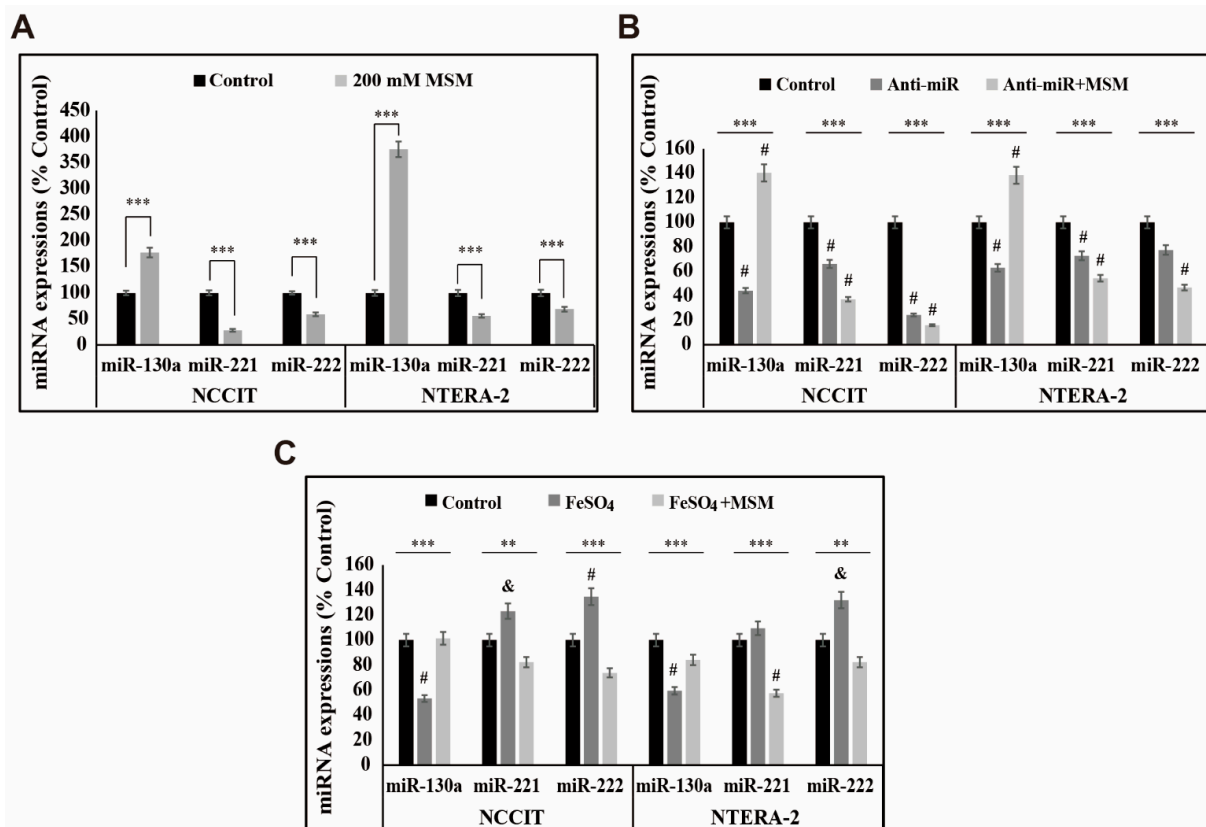 A
Control 200 mM MSM
miRNA expressions (% Control)
450
400
350
300
250
200
150
100
50
0
*** *** *** *** *** ***
miR-130a miR-221 miR-222 miR-130a miR-221 miR-222
NCCIT NTERA-2
B
Control Anti-miR Anti-miR+MSM
miRNA expressions (% Control)
*** *** *** *** *** ***
160
140
120
100
80
60
40
20
0
# # # # # # # # # # #
miR-130a miR-221 miR-222 miR-130a miR-221 miR-222
NCCIT NTERA-2
C
Control FeSO4 FeSO4+MSM
miRNA expressions (% Control)
*** ** *** *** *** **
160
140
120
100
80
60
40
20
0
# & # # # &
miR-130a miR-221 miR-222 miR-130a miR-221 miR-222
NCCIT NTERA-2